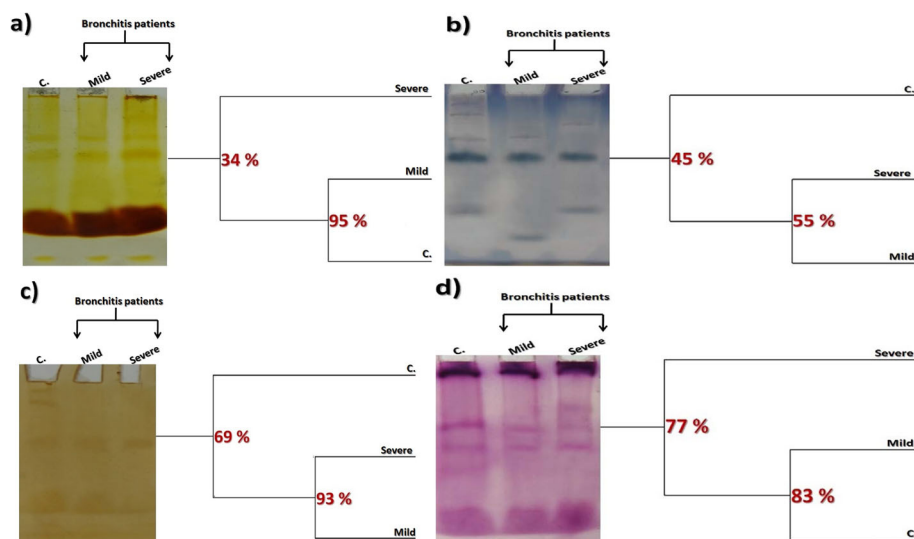 a)
Bronchitis patients
C.
Mild
Severe
Severe
34 %
Mild
95 %
C.
b)
Bronchitis patients
C.
Mild
Severe
C.
45 %
Severe
55 %
Mild
c)
Bronchitis patients
C.
Mild
Severe
C.
69 %
Severe
93 %
Mild
d)
Bronchitis patients
C.
Mild
Severe
Severe
77 %
Mild
83 %
C.